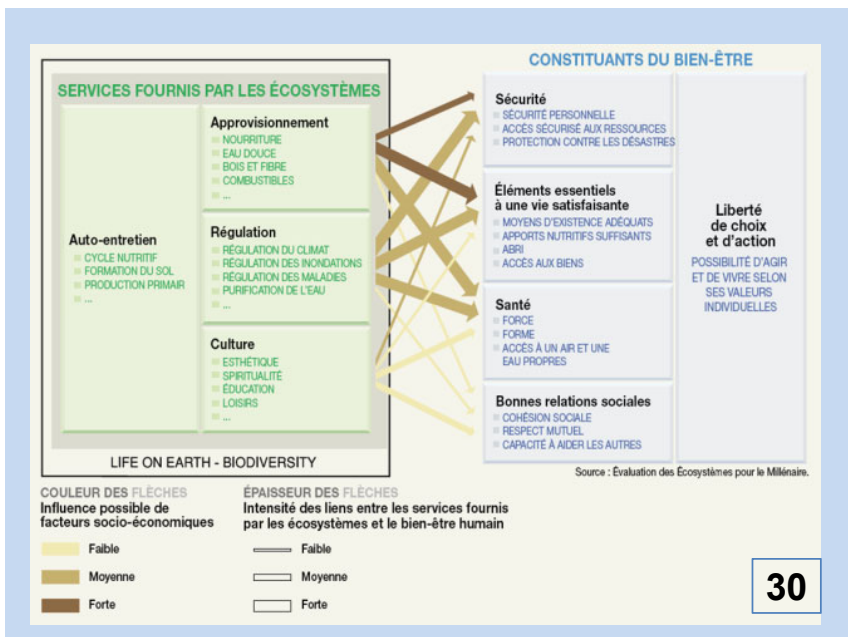 CONSTITUANTS DU BIEN-ÊTRE
SERVICES FOURNIS PAR LES ÉCOSYSTÈMES
Auto-entretien
CYCLE NUTRITIF
FORMATION DU SOL
PRODUCTION PRIMAIR
...
Approvisionnement
NOURRITURE
EAU DOUCE
BOIS ET FIBRE
COMBUSTIBLES
...
Régulation
RÉGULATION DU CLIMAT
RÉGULATION DES INONDATIONS
RÉGULATION DES MALADIES
PURIFICATION DE L'EAU
...
Culture
ESTHÉTIQUE
SPIRITUALITÉ
ÉDUCATION
LOISIRS
...
LIFE ON EARTH - BIODIVERSITY
Sécurité
SÉCURITÉ PERSONNELLE
ACCÈS SÉCURISÉ AUX RESSOURCES
PROTECTION CONTRE LES DÉSASTRES
Éléments essentiels
à une vie satisfaisante
MOYENS D'EXISTENCE ADÉQUATS
APPORTS NUTRITIFS SUFFISANTS
ABRI
ACCÈS AUX BIENS
Santé
FORCE
FORME
ACCÈS À UN AIR ET UNE
EAU PROPRES
Bonnes relations sociales
COHÉSION SOCIALE
RESPECT MUTUEL
CAPACITÉ À AIDER LES AUTRES
Liberté
de choix
et d'action
POSSIBILITÉ D'AGIR
ET DE VIVRE SELON
SES VALEURS
INDIVIDUELLES
Source : Évaluation des Écosystèmes pour le Millénaire.
COULEUR DES FLÈCHES
Influence possible de
facteurs socio-économiques
Faible
Moyenne
Forte
ÉPAISSEUR DES FLÈCHES
Intensité des liens entre les services fournis
par les écosystèmes et le bien-être humain
Faible
Moyenne
Forte
30